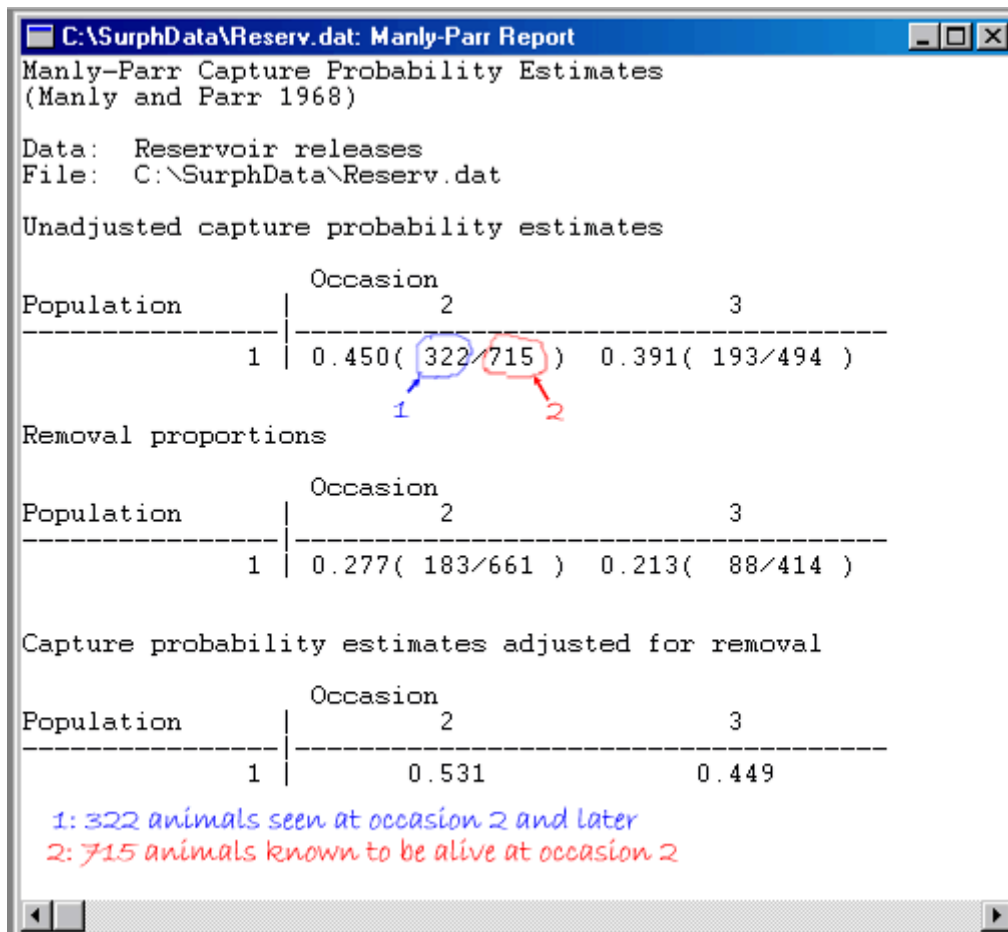 C:\SurphData\Reserv.dat: Manly-Parr Report
Manly-Parr Capture Probability Estimates
(Manly and Parr 1968)
Data: Reservoir releases
File: C:\SurphData\Reserv.dat
Unadjusted capture probability estimates
Occasion
Population | 2 3
1 | 0.450( 322/715 ) 0.391( 193/494 )
1 2
Removal proportions
Occasion
Population | 2 3
1 | 0.277( 183/661 ) 0.213( 88/414 )
Capture probability estimates adjusted for removal
Occasion
Population | 2 3
1 | 0.531 0.449
1: 322 animals seen at occasion 2 and later
2: 715 animals known to be alive at occasion 2